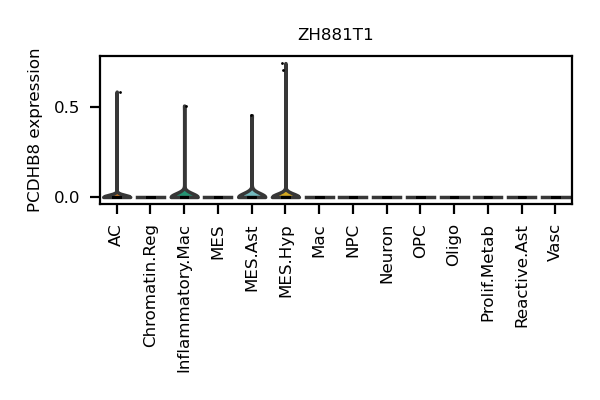 ZH881T1
PCDHB8 expression
0.5
0.0
AC
Chromatin.Reg
Inflammatory.Mac
MES
MES.Ast
MES.Hyp
Mac
NPC
Neuron
OPC
Oligo
Prolif.Metab
Reactive.Ast
Vasc